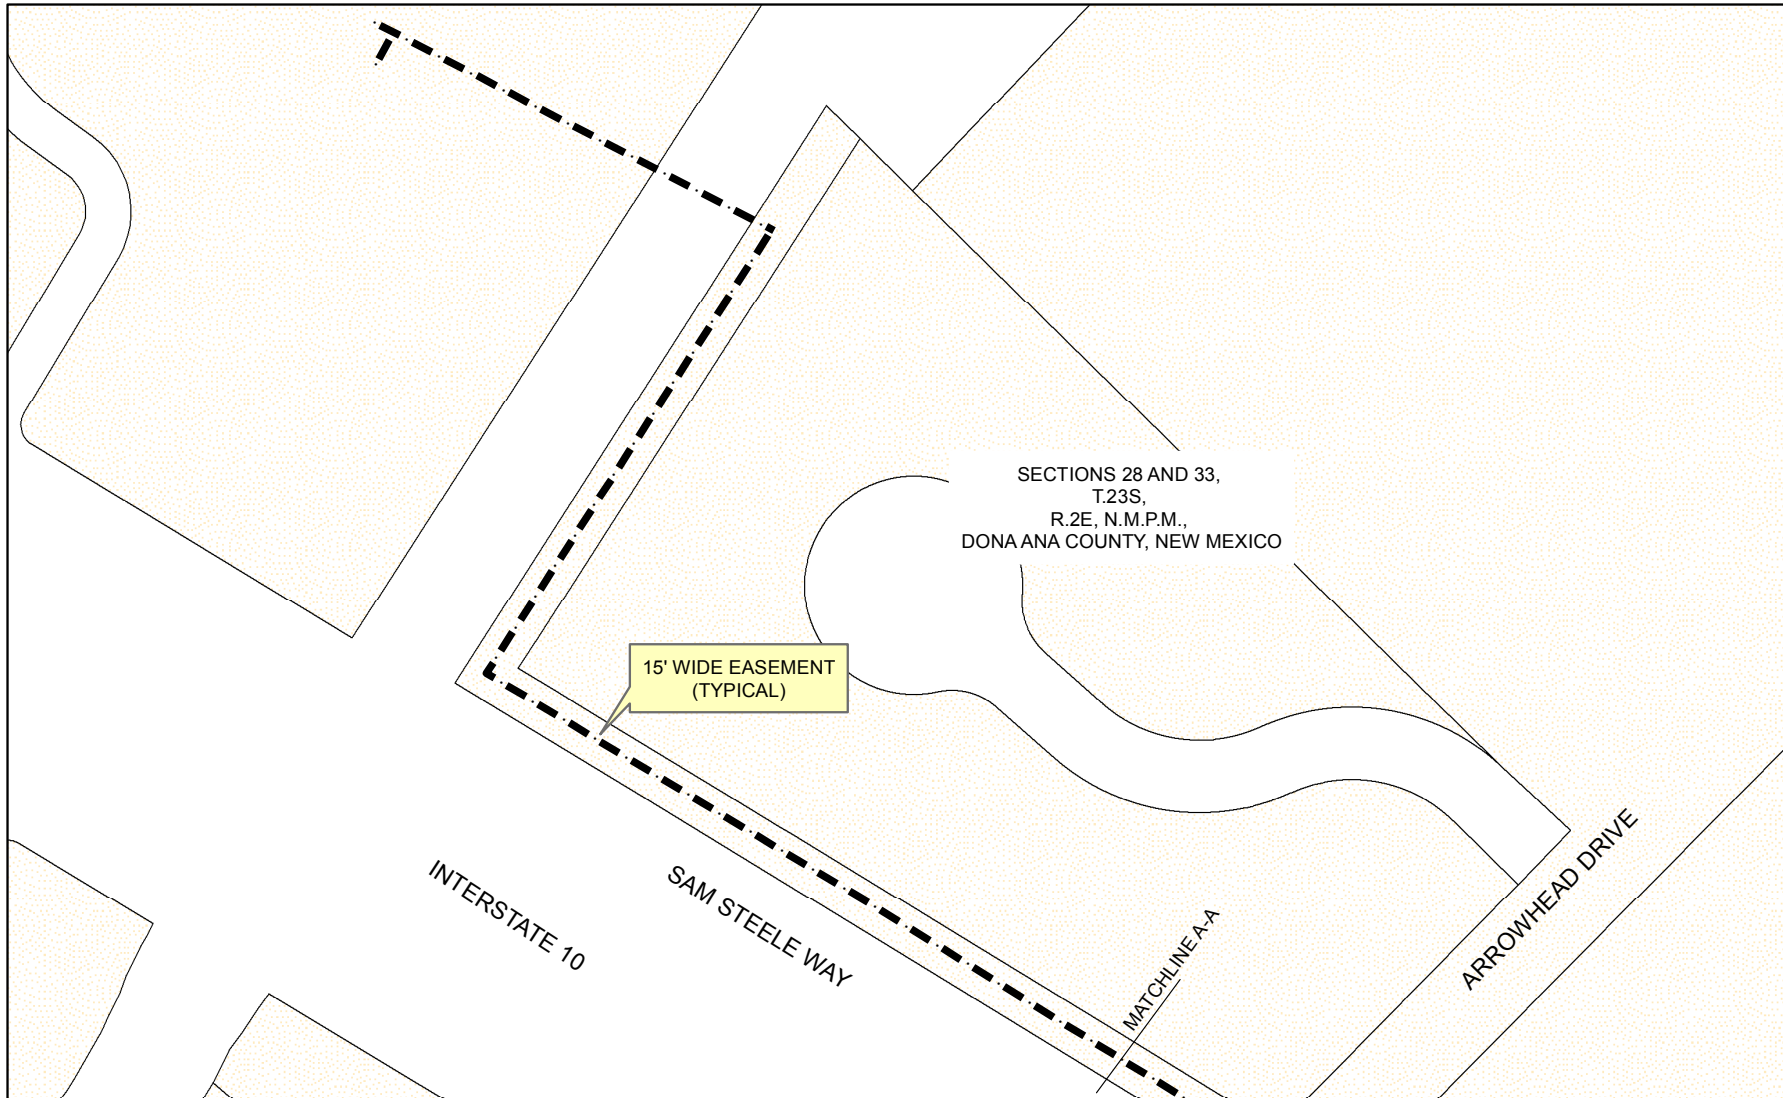 SECTIONS 28 AND 33,
T.23S,
R.2E, N.M.P.M.,
DONA ANA COUNTY, NEW MEXICO
15' WIDE EASEMENT
(TYPICAL)
INTERSTATE 10
SAM STEELE WAY
MATCHLINE A-A
ARROWHEAD DRIVE